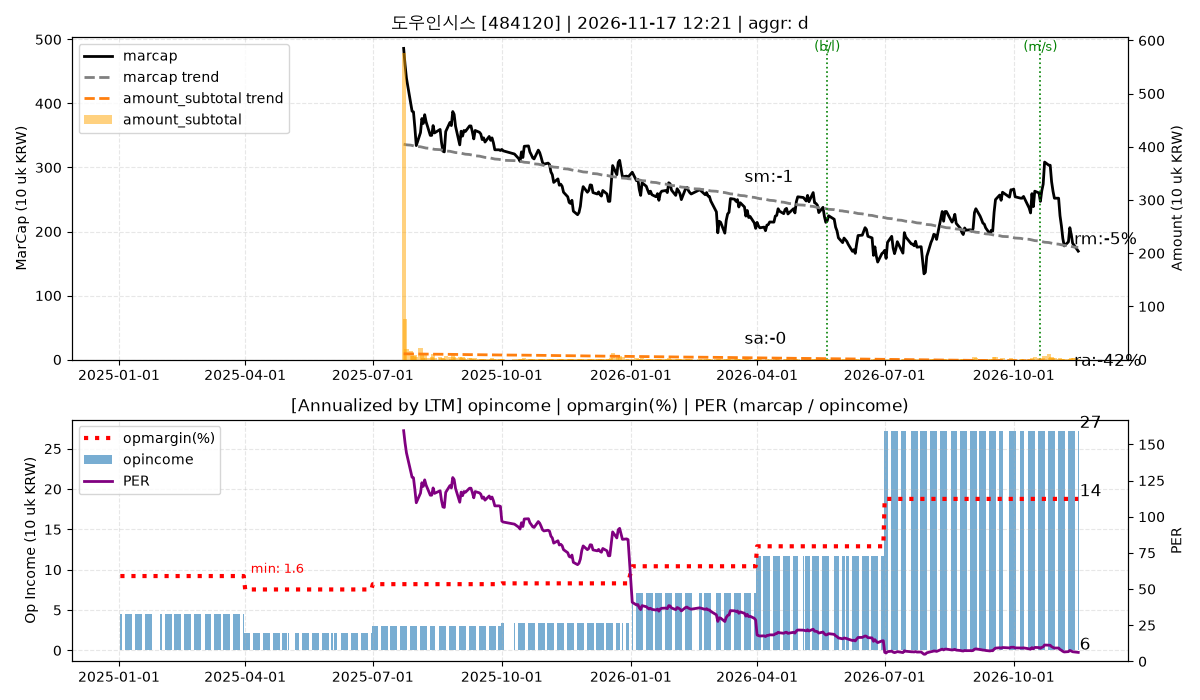 도우인시스 [484120] | 2026-11-17 12:21 | aggr: d
marcap
marcap trend
amount_subtotal trend
amount_subtotal
(b/l)
(m/s)
sm:-1
rm:-5%
sa:-0
ra:-42%
MarCap (10 uk KRW)
500
400
300
200
100
0
Amount (10 uk KRW)
600
500
400
300
200
100
0
2025-01-01
2025-04-01
2025-07-01
2025-10-01
2026-01-01
2026-04-01
2026-07-01
2026-10-01
[Annualized by LTM] opincome | opmargin(%) | PER (marcap / opincome)
opmargin(%)
opincome
PER
min: 1.6
27
14
6
Op Income (10 uk KRW)
25
20
15
10
5
0
PER
150
125
100
75
50
25
0
2025-01-01
2025-04-01
2025-07-01
2025-10-01
2026-01-01
2026-04-01
2026-07-01
2026-10-01